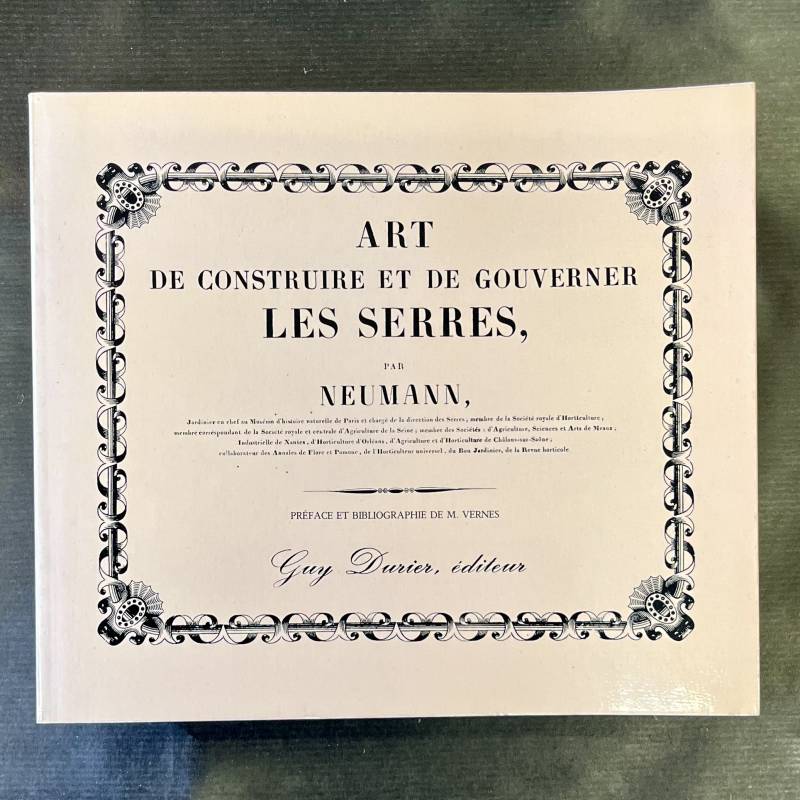 ART
DE CONSTRUIRE ET DE GOUVERNER
LES SERRES,
PAR
NEUMANN,
Jardinier en chef au Muséum d'histoire naturelle de Paris et chargé de la direction des Serres, membre de la Société royale d'Horticulture;
membre correspondant de la Société royale et centrale d'Agriculture de la Seine; membre des Sociétés: d'Agriculture, Sciences et Arts de Meaux;
Industrielle de Nantes, d'Horticulture d'Orléans, d'Agriculture et d'Horticulture de Châlons-sur-Saône;
collaborateur des Annales de Flore et Pomone, de l'Horticulteur universel, du Bon Jardinier, de la Revue horticole.
PRÉFACE ET BIBLIOGRAPHIE DE M. VERNES
Guy Durier, éditeur